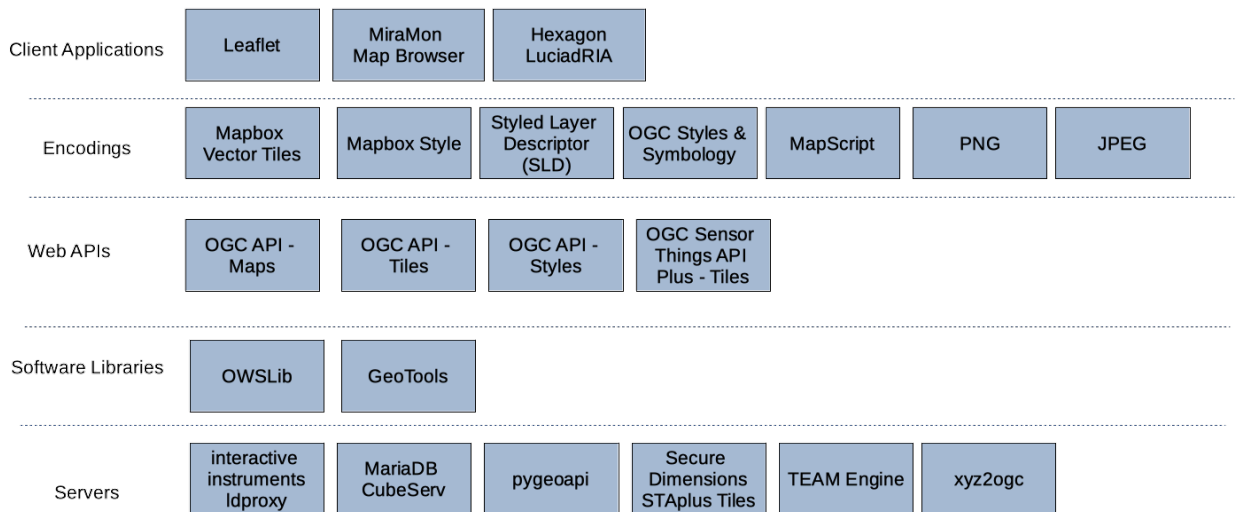 Client Applications
Leaflet
MiraMon
Map Browser
Hexagon
LuciadRIA
Encodings
Mapbox
Vector Tiles
Mapbox Style
Styled Layer
Descriptor
(SLD)
OGC Styles &
Symbology
MapScript
PNG
JPEG
Web APIs
OGC API -
Maps
OGC API -
Tiles
OGC API -
Styles
OGC Sensor
Things API
Plus - Tiles
Software Libraries
OWSLib
GeoTools
Servers
interactive
instruments
ldproxy
MariaDB
CubeServ
pygeoapi
Secure
Dimensions
STAplus Tiles
TEAM Engine
xyz2ogc